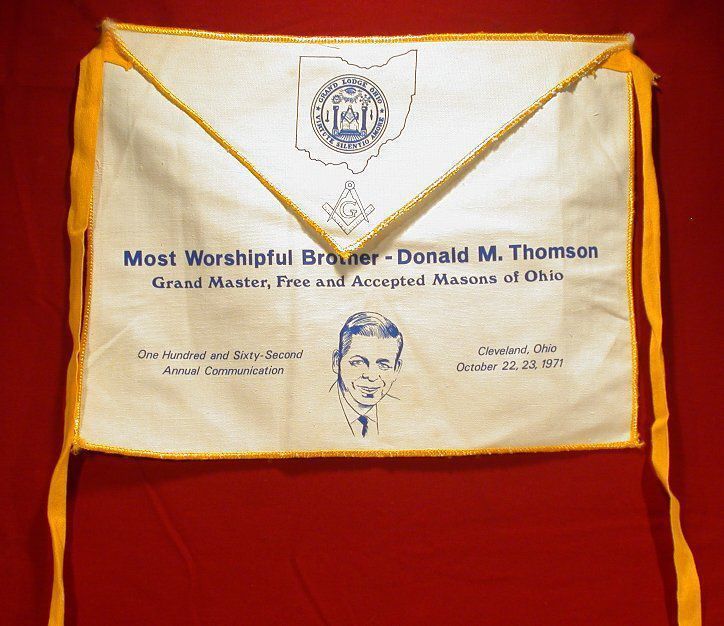 GRAND LODGE OHIO
VIRTUTE SILENTIO AMORE
G
Most Worshipful Brother - Donald M. Thomson
Grand Master, Free and Accepted Masons of Ohio
One Hundred and Sixty-Second
Annual Communication
Cleveland, Ohio
October 22, 23, 1971